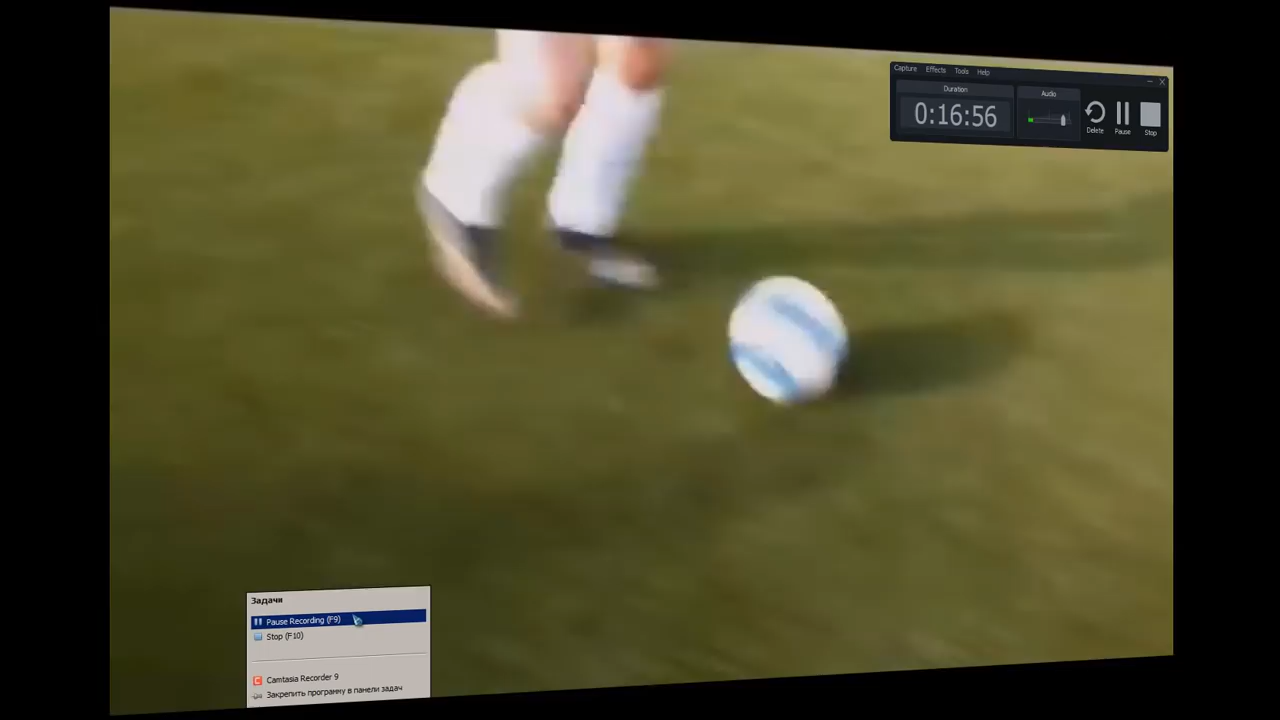 Capture Effects Tools Help
Duration
Audio
0:16:56
Delete
Pause
Stop
Задачи
Pause Recording (F9)
Stop (F10)
Camtasia Recorder 9
Закрепить программу в панели задач